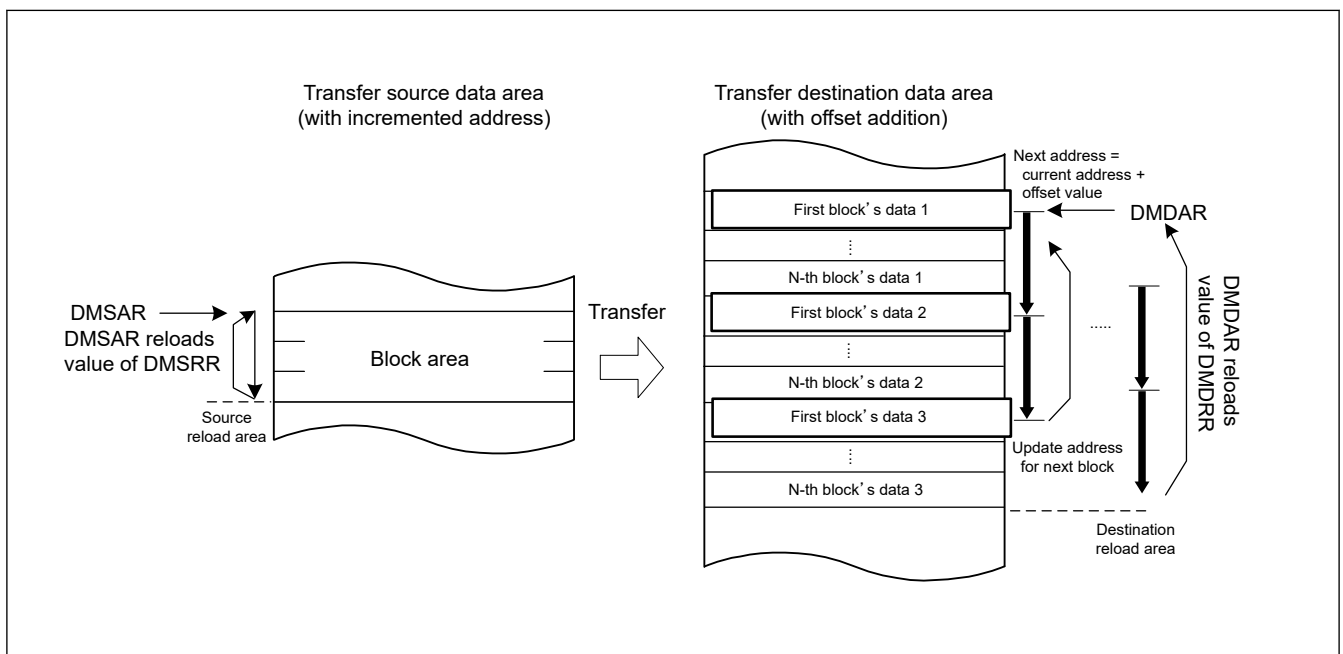 Transfer source data area
(with incremented address)
Transfer destination data area
(with offset addition)
Next address =
current address +
offset value
First block’s data 1
DMDAR
⋮
N-th block’s data 1
DMSAR
DMSAR reloads
value of DMSRR
Block area
Transfer
First block’s data 2
.....
DMDAR reloads
value of DMDRR
⋮
N-th block’s data 2
Source
reload area
First block’s data 3
Update address
for next block
⋮
N-th block’s data 3
Destination
reload area